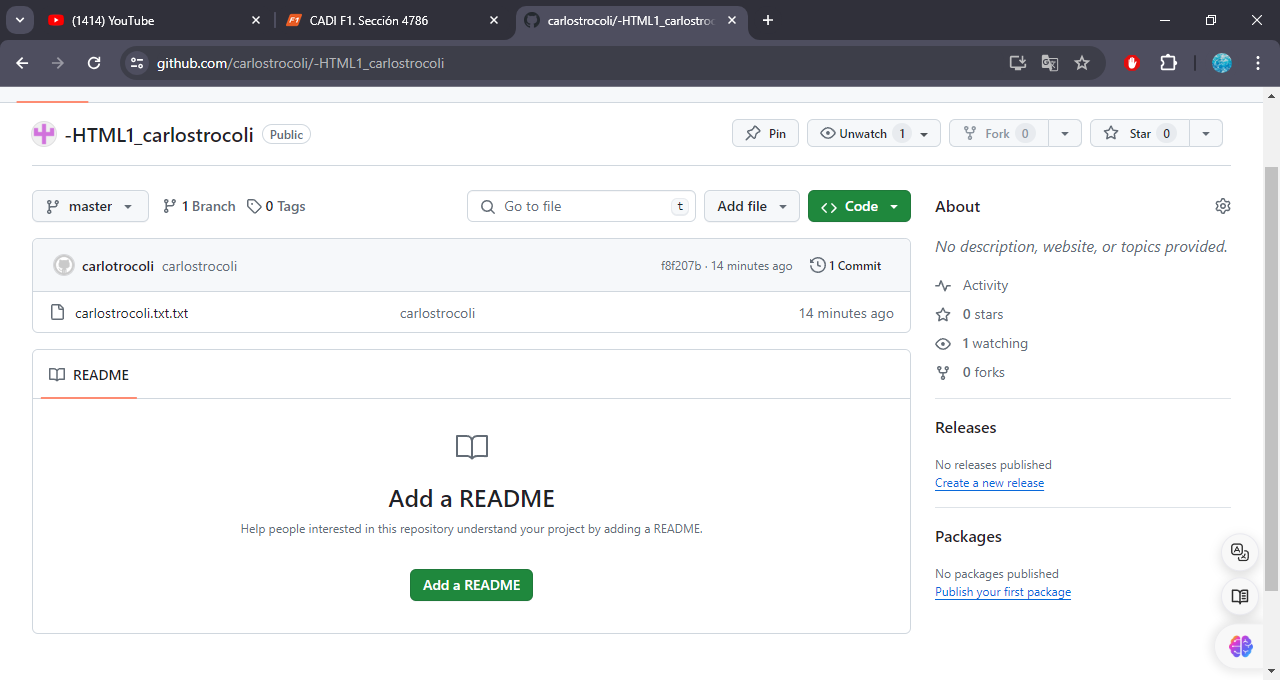 (1414) YouTube
CADI F1. Sección 4786
carlostrocoli/-HTML1_carlostroc
github.com/carlostrocoli/-HTML1_carlostrocoli
-HTML1_carlostrocoli Public
Pin
Unwatch 1
Fork 0
Star 0
master
1 Branch
0 Tags
Go to file t
Add file
<> Code
carlotrocoli carlostrocoli f8f207b · 14 minutes ago 1 Commit
carlostrocoli.txt.txt carlostrocoli 14 minutes ago
README
Add a README
Help people interested in this repository understand your project by adding a README.
Add a README
About
No description, website, or topics provided.
Activity
0 stars
1 watching
0 forks
Releases
No releases published
Create a new release
Packages
No packages published
Publish your first package